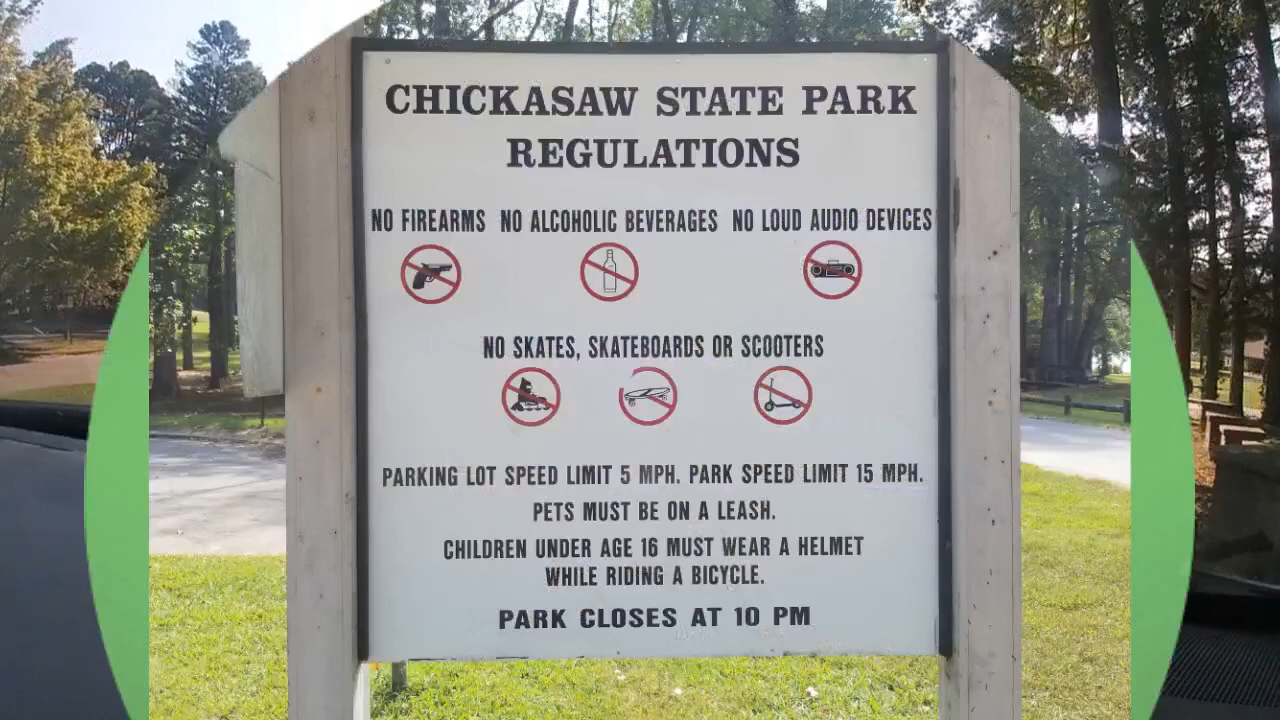 CHICKASAW STATE PARK
REGULATIONS
NO FIREARMS NO ALCOHOLIC BEVERAGES NO LOUD AUDIO DEVICES
NO SKATES, SKATEBOARDS OR SCOOTERS
PARKING LOT SPEED LIMIT 5 MPH. PARK SPEED LIMIT 15 MPH.
PETS MUST BE ON A LEASH.
CHILDREN UNDER AGE 16 MUST WEAR A HELMET
WHILE RIDING A BICYCLE.
PARK CLOSES AT 10 PM